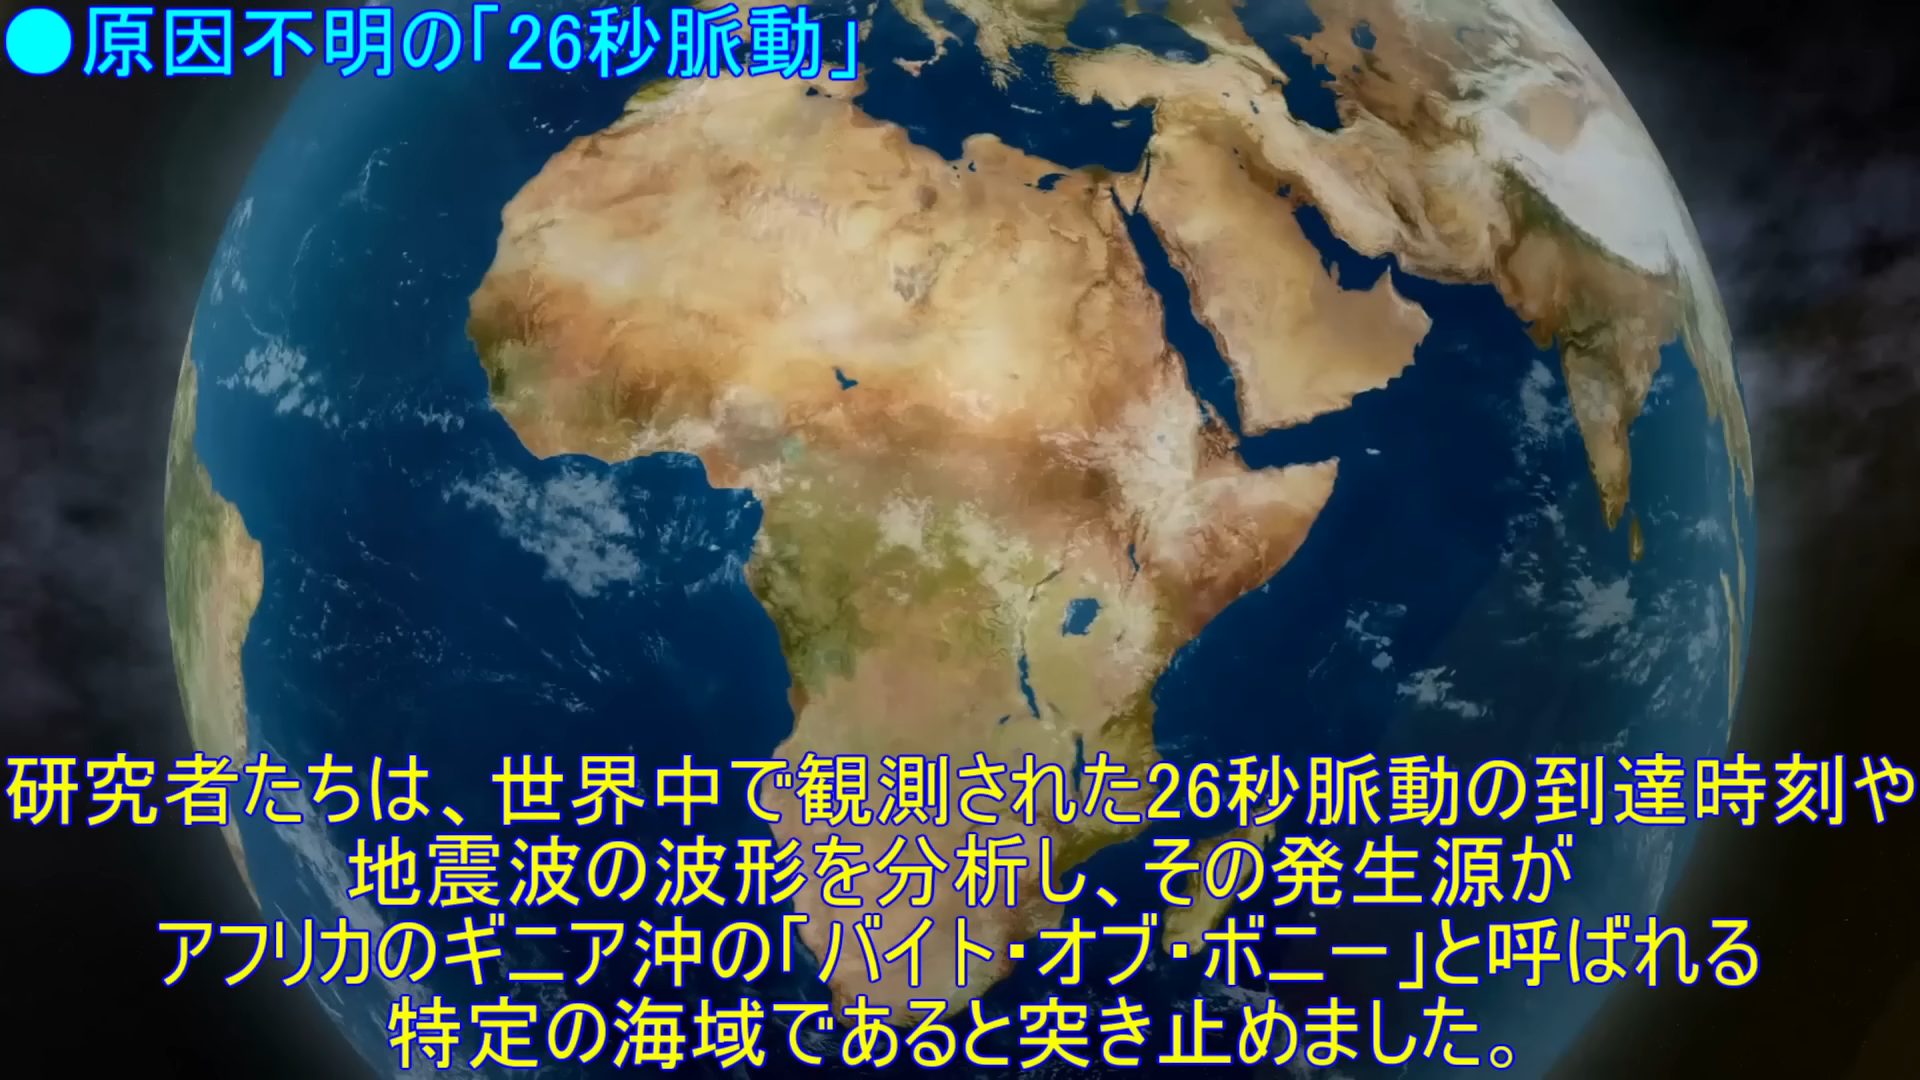 ●原因不明の「26秒脈動」
研究者たちは、世界中で観測された26秒脈動の到達時刻や
地震波の波形を分析し、その発生源が
アフリカのギニア沖の「バイト・オブ・ボニー」と呼ばれる
特定の海域であると突き止めました。